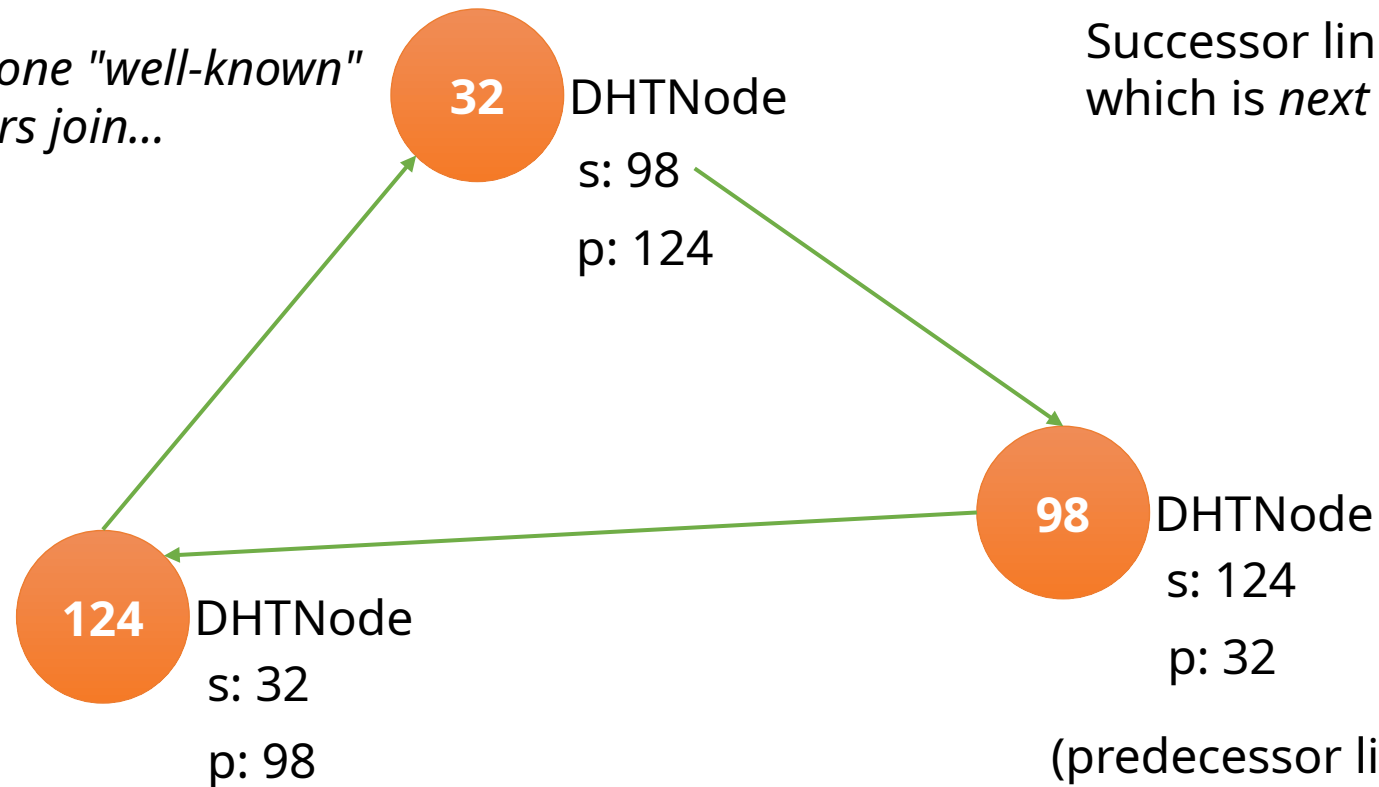 one "well-known"
rs join...
32
DHTNode
s: 98
p: 124
Successor lin
which is next
98
DHTNode
s: 124
p: 32
124
DHTNode
s: 32
p: 98
(predecessor li